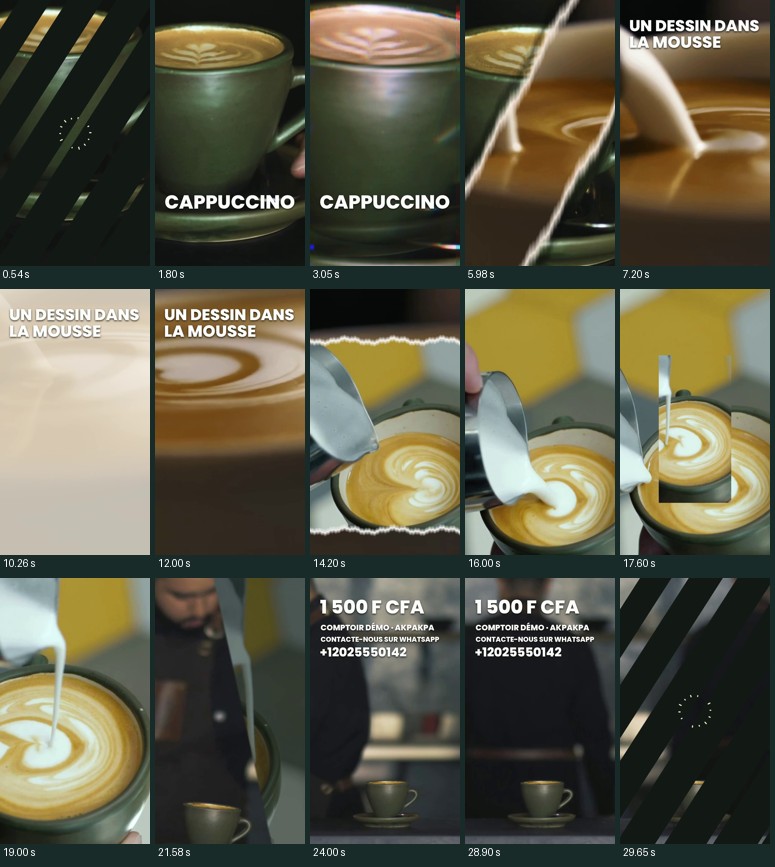 0.54 s
CAPPUCCINO
1.80 s
CAPPUCCINO
3.05 s
5.98 s
UN DESSIN DANS
LA MOUSSE
7.20 s
UN DESSIN DANS
LA MOUSSE
10.26 s
UN DESSIN DANS
LA MOUSSE
12.00 s
14.20 s
16.00 s
17.60 s
19.00 s
21.58 s
1 500 F CFA
COMPTOIR DÉMO - AKPAKPA
CONTACTE-NOUS SUR WHATSAPP
+12025550142
24.00 s
1 500 F CFA
COMPTOIR DÉMO - AKPAKPA
CONTACTE-NOUS SUR WHATSAPP
+12025550142
28.90 s
29.65 s